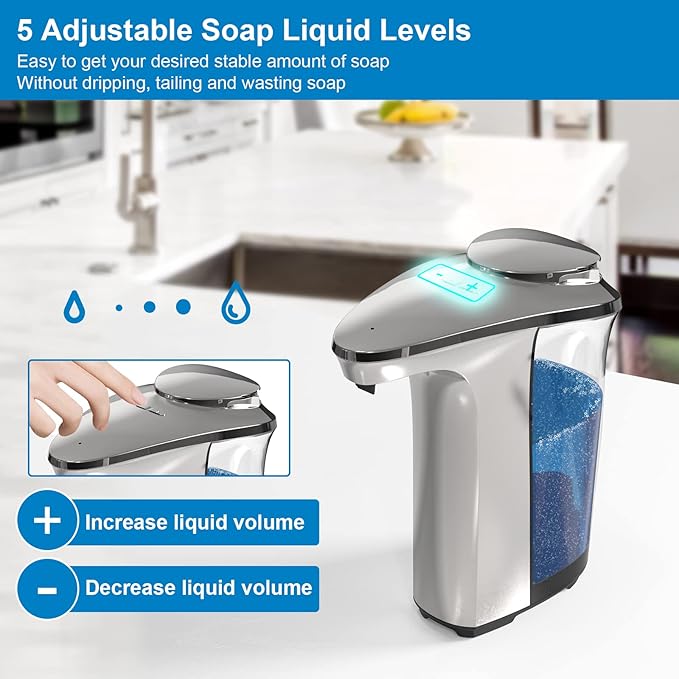 5 Adjustable Soap Liquid Levels
Easy to get your desired stable amount of soap
Without dripping, tailing and wasting soap
- +
+ Increase liquid volume
- Decrease liquid volume